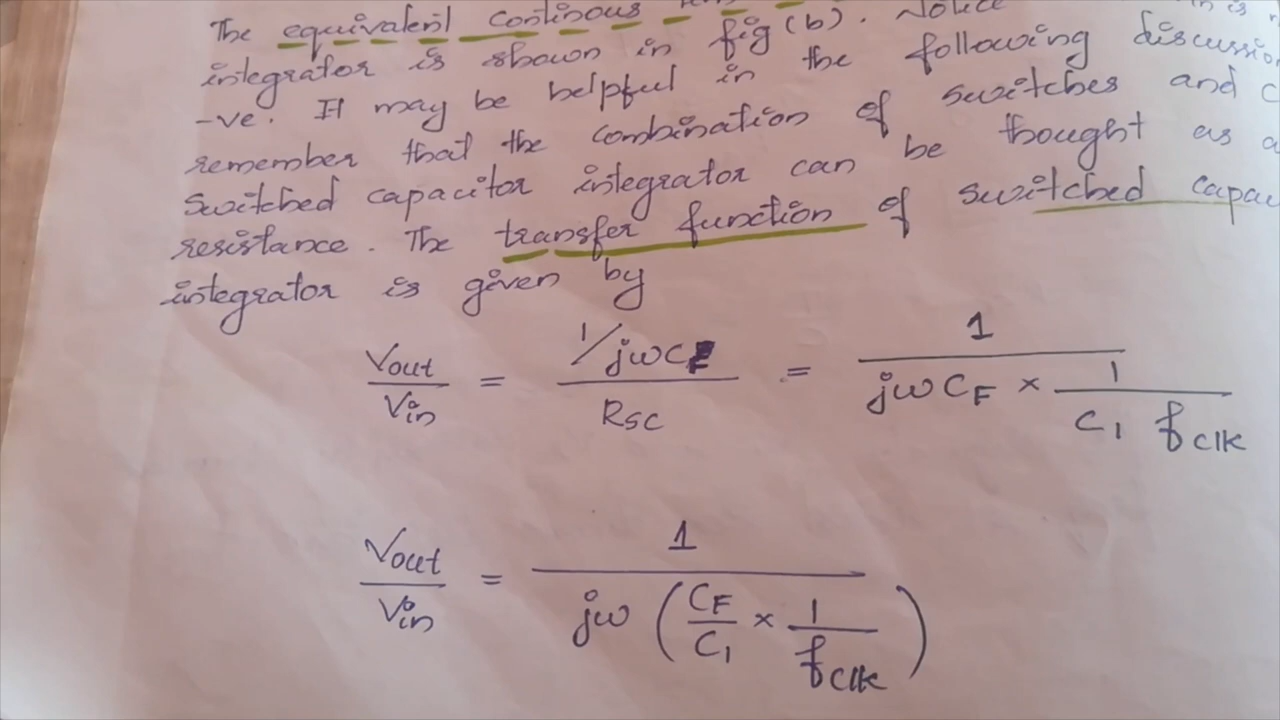 The equivalent continous
integrator is shown in fig (b). Notice
-ve. It may be helpful in the following discussion
remember that the combination of switches and
switched capacitor integrator can be thought as a
resistance. The transfer function of switched capac
integrator is given by
Vout/Vin = (1/jωCF)/RSC = 1/(jωCF × 1/(C1 fclk))
Vout/Vin = 1/(jω (CF/C1 × 1/fclk))